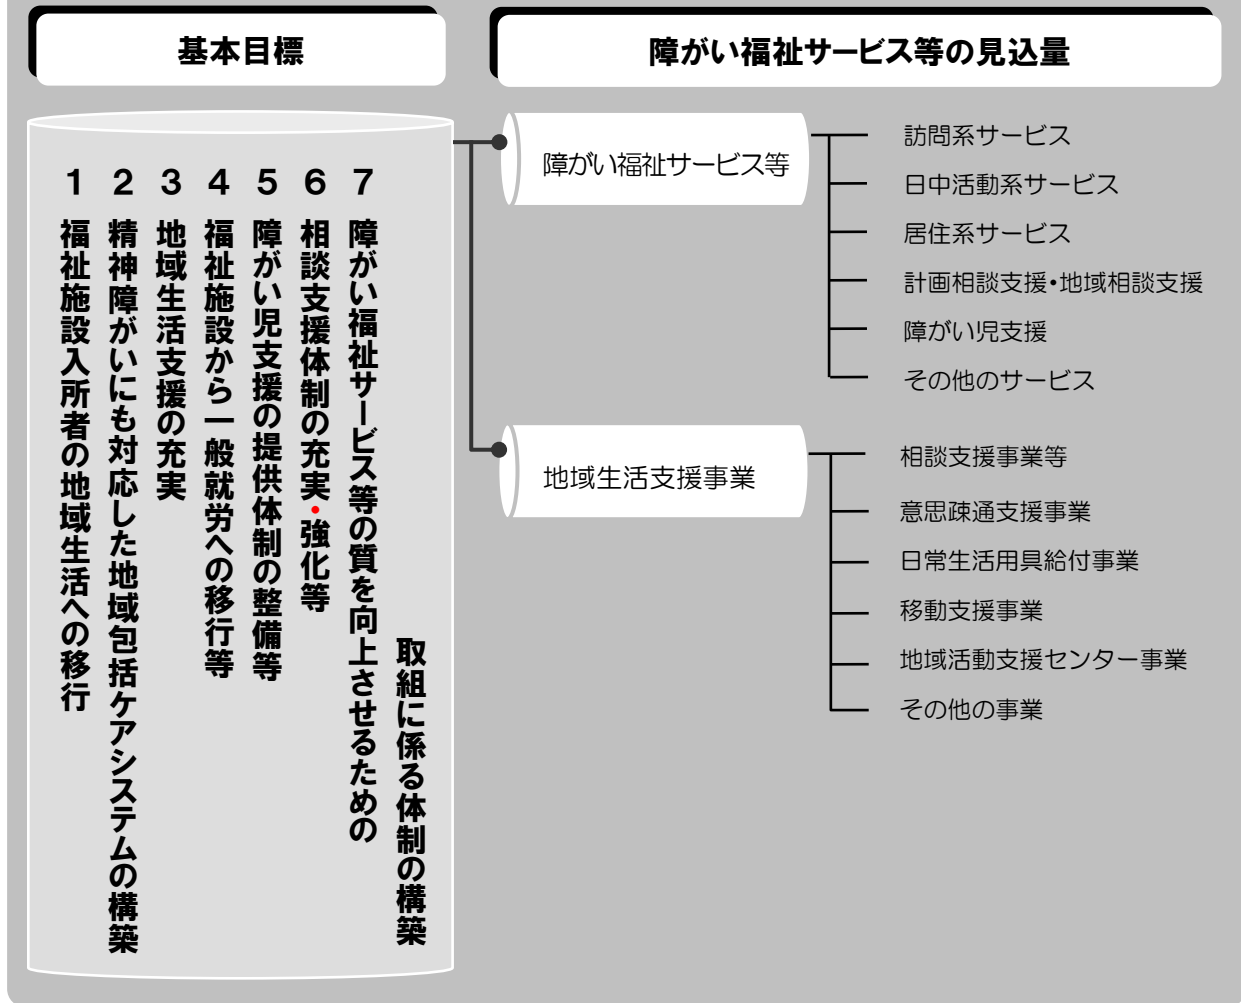 基本目標
障がい福祉サービス等の見込量
1 福祉施設入所者の地域生活への移行
2 精神障がいにも対応した地域包括ケアシステムの構築
3 地域生活支援の充実
4 福祉施設から一般就労への移行等
5 障がい児支援の提供体制の整備等
6 相談支援体制の充実・強化等
7 障がい福祉サービス等の質を向上させるための
取組に係る体制の構築
障がい福祉サービス等
訪問系サービス
日中活動系サービス
居住系サービス
計画相談支援・地域相談支援
障がい児支援
その他のサービス
地域生活支援事業
相談支援事業等
意思疎通支援事業
日常生活用具給付事業
移動支援事業
地域活動支援センター事業
その他の事業